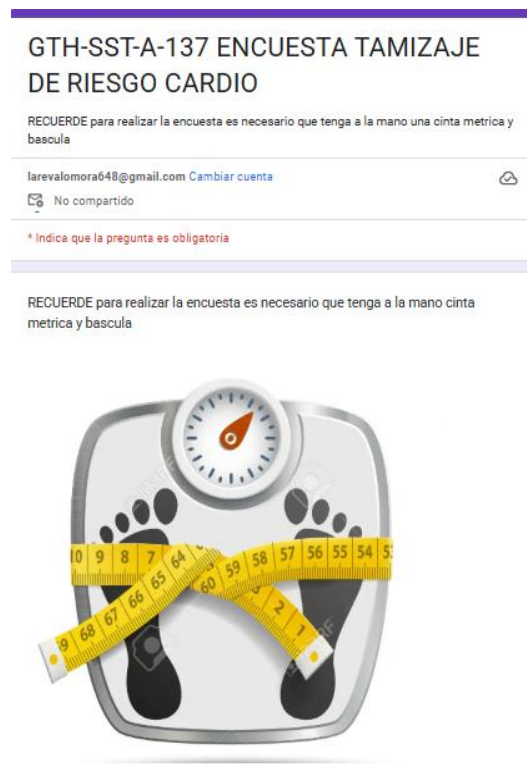 GTH-SST-A-137 ENCUESTA TAMIZAJE
DE RIESGO CARDIO
RECUERDE para realizar la encuesta es necesario que tenga a la mano una cinta metrica y
bascula
larevalomora648@gmail.com Cambiar cuenta
No compartido
* Indica que la pregunta es obligatoria
RECUERDE para realizar la encuesta es necesario que tenga a la mano cinta
metrica y bascula
10 9 8 7 64 59 58 57 56 55 54
65 60
66
67 2
68 1